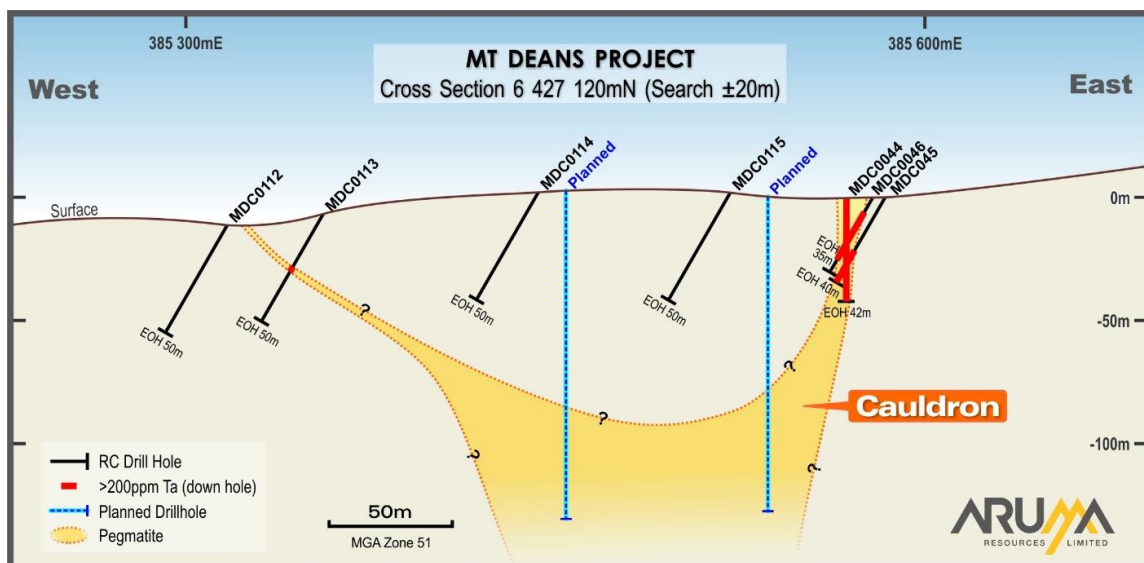 385 300mE
385 600mE
MT DEANS PROJECT
Cross Section 6 427 120mN (Search ±20m)
West
East
MDC0112
MDC0113
MDC0114
Planned
MDC0115
Planned
MDC0044
MDC0046
MDC045
Surface
0m
EOH 50m
EOH 50m
EOH 50m
EOH 50m
EOH
35m
EOH 40m
EOH 42m
-50m
?
?
?
?
?
Cauldron
-100m
RC Drill Hole
>200ppm Ta (down hole)
Planned Drillhole
Pegmatite
50m
MGA Zone 51
ARUMA
RESOURCES LIMITED